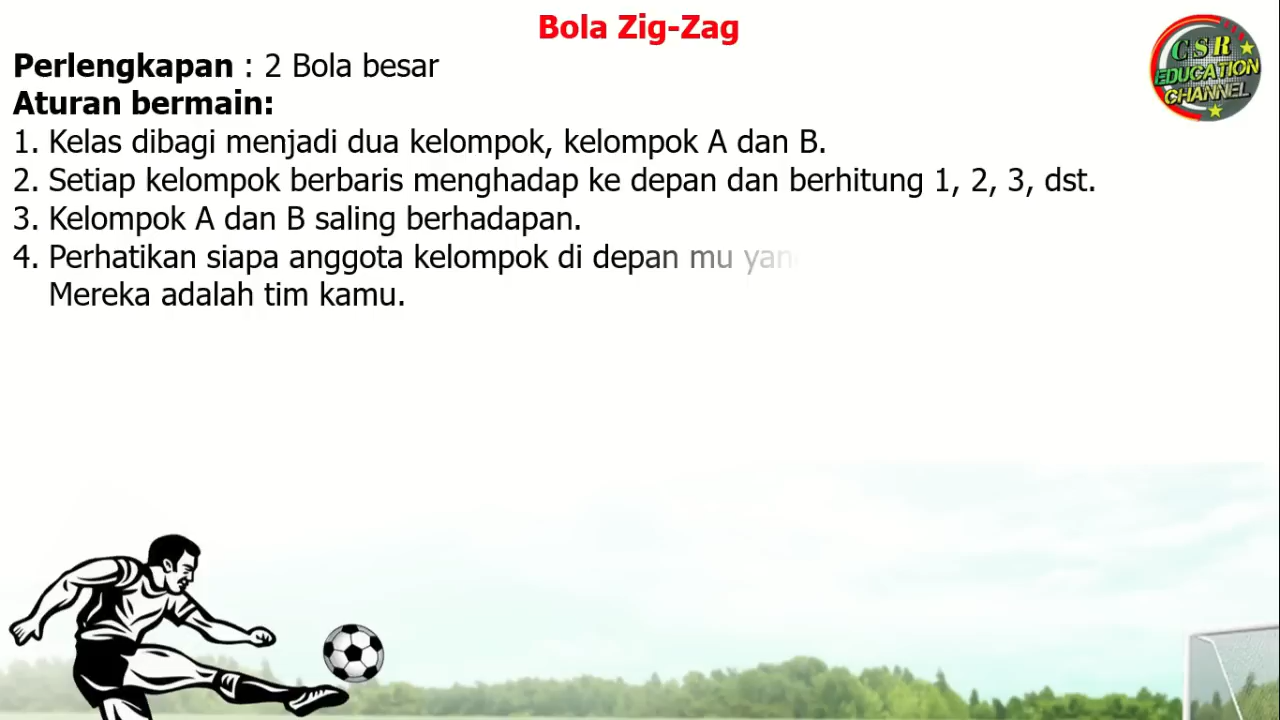 Bola Zig-Zag
CSR
EDUCATION
CHANNEL
Perlengkapan : 2 Bola besar
Aturan bermain:
1. Kelas dibagi menjadi dua kelompok, kelompok A dan B.
2. Setiap kelompok berbaris menghadap ke depan dan berhitung 1, 2, 3, dst.
3. Kelompok A dan B saling berhadapan.
4. Perhatikan siapa anggota kelompok di depan mu
Mereka adalah tim kamu.